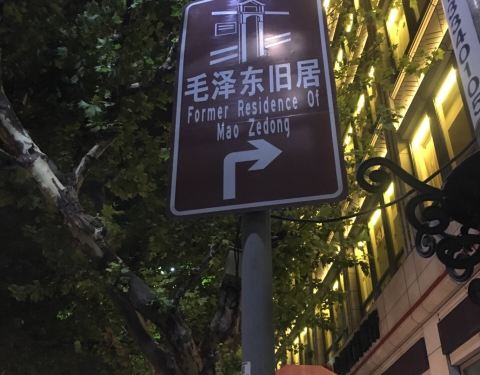 毛泽东旧居
Former Residence Of
Mao Zedong